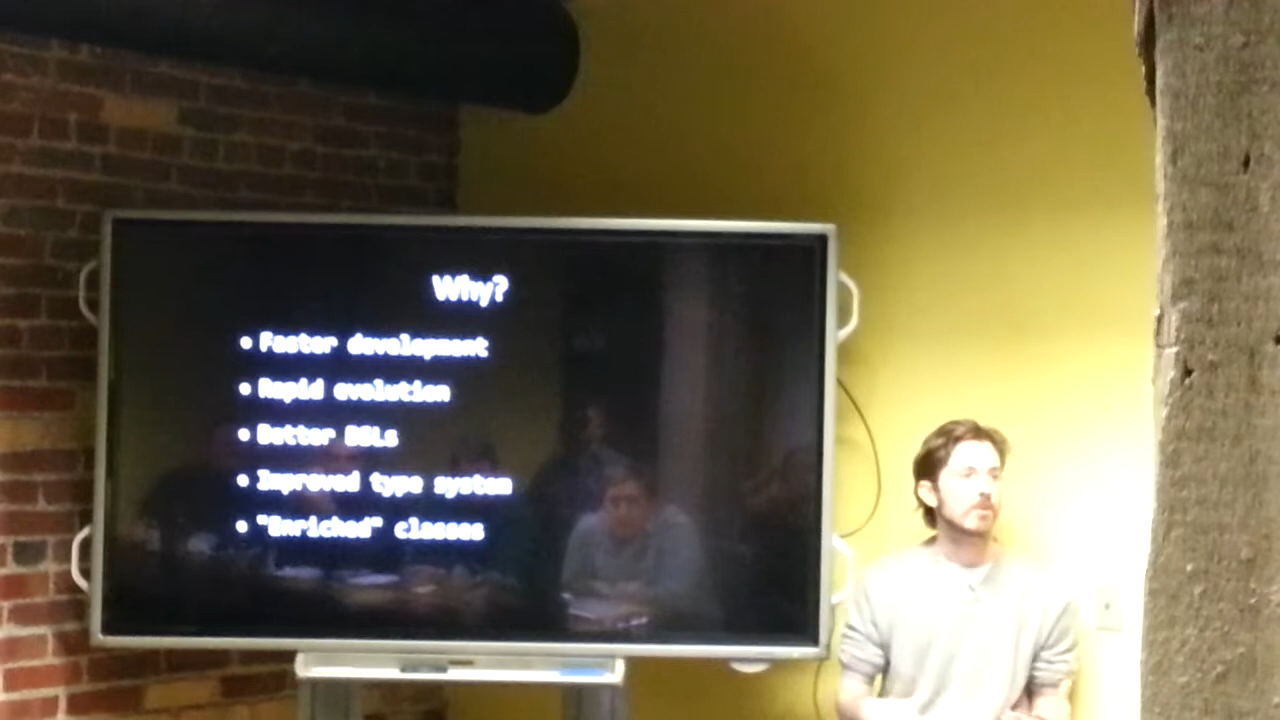 Why?
• Faster development
• Rapid evolution
• Better DSLs
• Improved type system
• "Enriched" classes